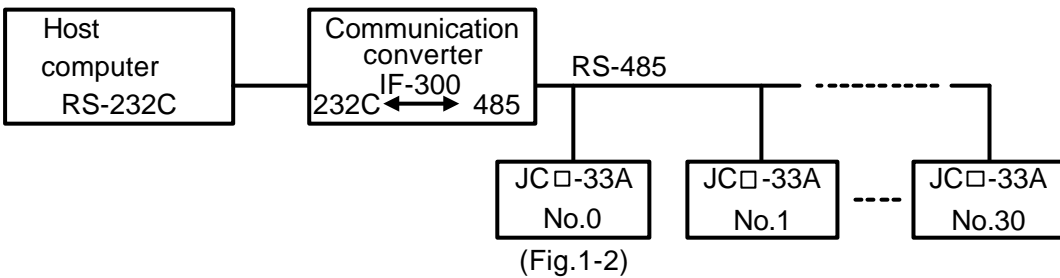 Host
computer
RS-232C
Communication
converter
IF-300
232C 485
RS-485
JC□-33A
No.0
JC□-33A
No.1
JC□-33A
No.30
(Fig.1-2)